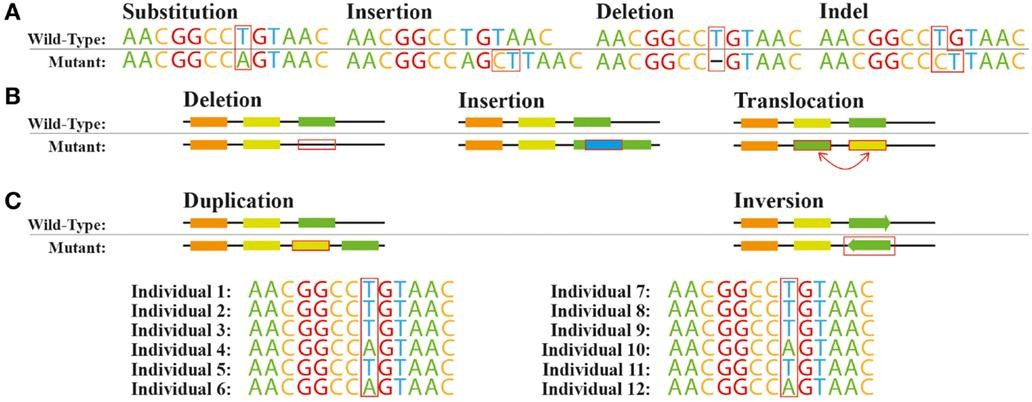 A
Substitution Insertion Deletion Indel
Wild-Type: AACGGCCTGTAAC AACGGCCTGTAAC AACGGCCTGTAAC AACGGCCTGTAAC
Mutant: AACGGCCAGTAAC AACGGCCAGCTTAAC AACGGCC–GTAAC AACGGCCCTTAAC
B
Deletion Insertion Translocation
Wild-Type:
Mutant:
C
Duplication Inversion
Wild-Type:
Mutant:
Individual 1: AACGGCCTGTAAC Individual 7: AACGGCCTGTAAC
Individual 2: AACGGCCTGTAAC Individual 8: AACGGCCTGTAAC
Individual 3: AACGGCCTGTAAC Individual 9: AACGGCCTGTAAC
Individual 4: AACGGCCAGTAAC Individual 10: AACGGCCAGTAAC
Individual 5: AACGGCCTGTAAC Individual 11: AACGGCCTGTAAC
Individual 6: AACGGCCAGTAAC Individual 12: AACGGCCAGTAAC